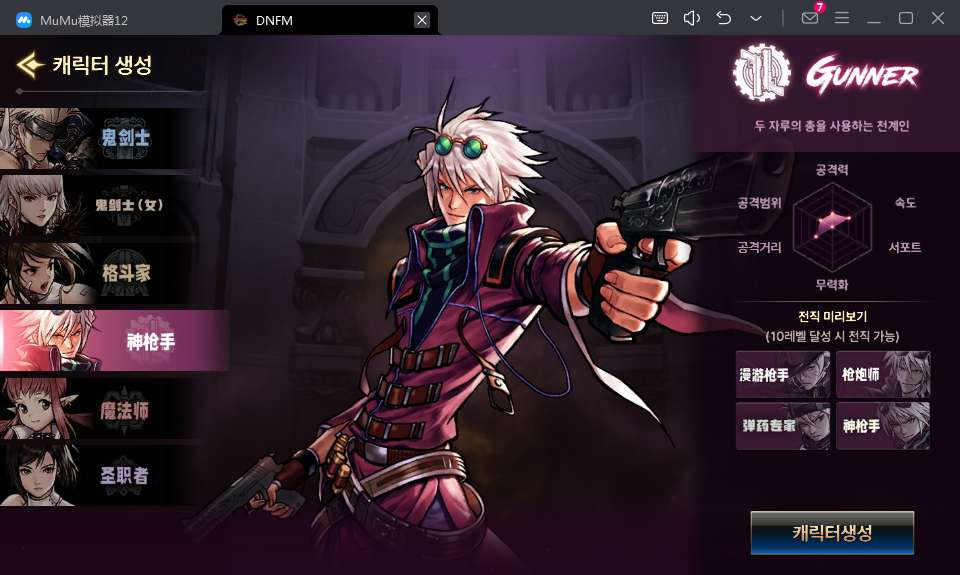 MuMu模拟器12
DNFM
7
캐릭터 생성
鬼剑士
鬼剑士(女)
格斗家
神枪手
魔法师
圣职者
GUNNER
두 자루의 총을 사용하는 천계인
공격력
공격범위
속도
공격거리
서포트
무력화
전직 미리보기
(10레벨 달성 시 전직 가능)
漫游枪手
枪炮师
弹药专家
神枪手
캐릭터생성